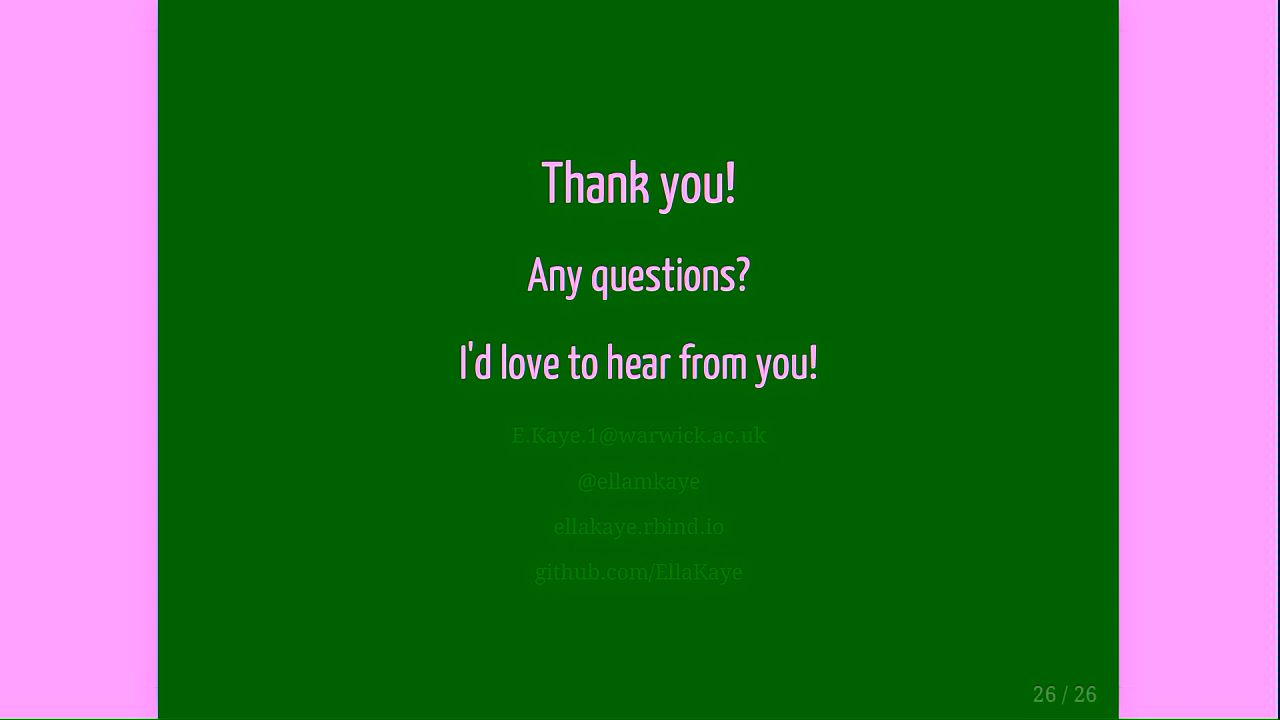 Thank you!
Any questions?
I'd love to hear from you!
E.Kaye.1@warwick.ac.uk
@ellamkaye
ellakaye.rbind.io
github.com/EllaKaye
26 / 26